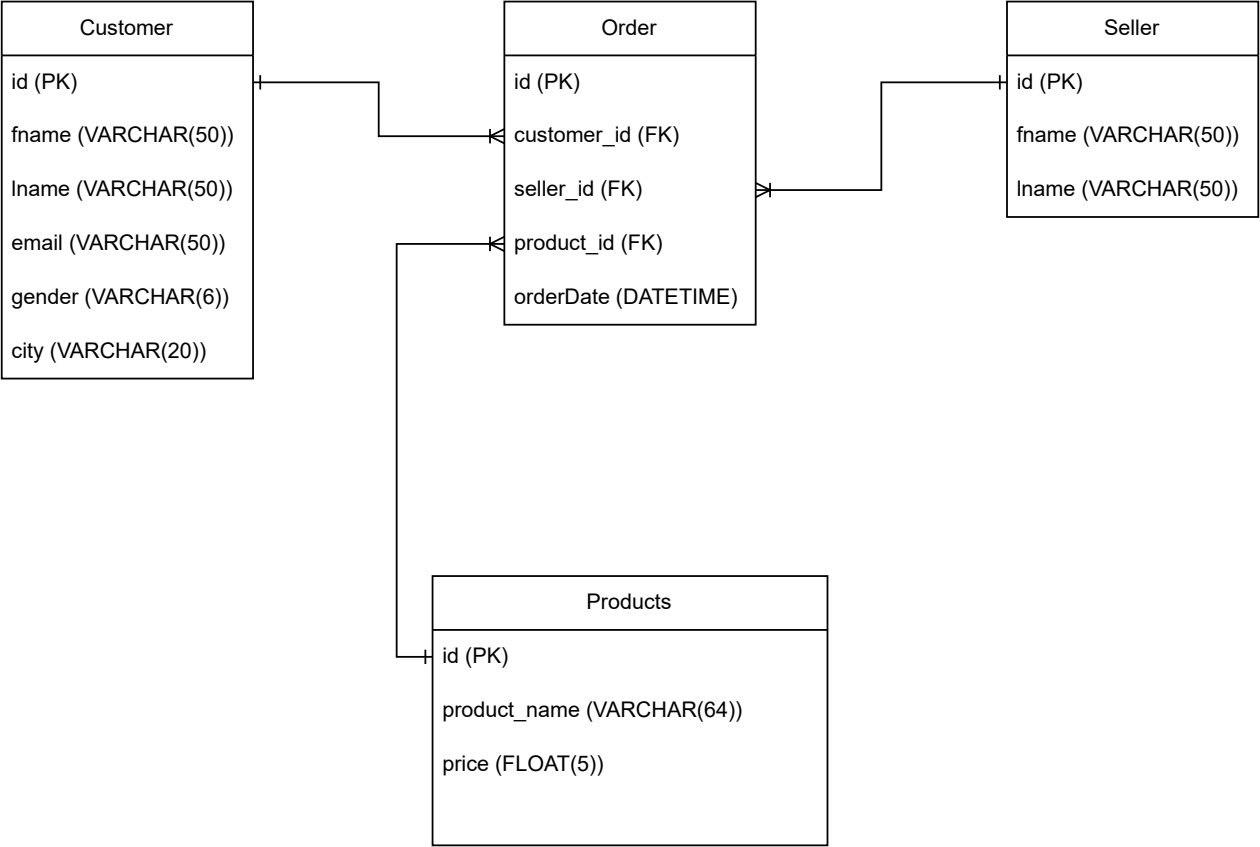 Customer
id (PK)
fname (VARCHAR(50))
lname (VARCHAR(50))
email (VARCHAR(50))
gender (VARCHAR(6))
city (VARCHAR(20))
Order
id (PK)
customer_id (FK)
seller_id (FK)
product_id (FK)
orderDate (DATETIME)
Seller
id (PK)
fname (VARCHAR(50))
lname (VARCHAR(50))
Products
id (PK)
product_name (VARCHAR(64))
price (FLOAT(5))